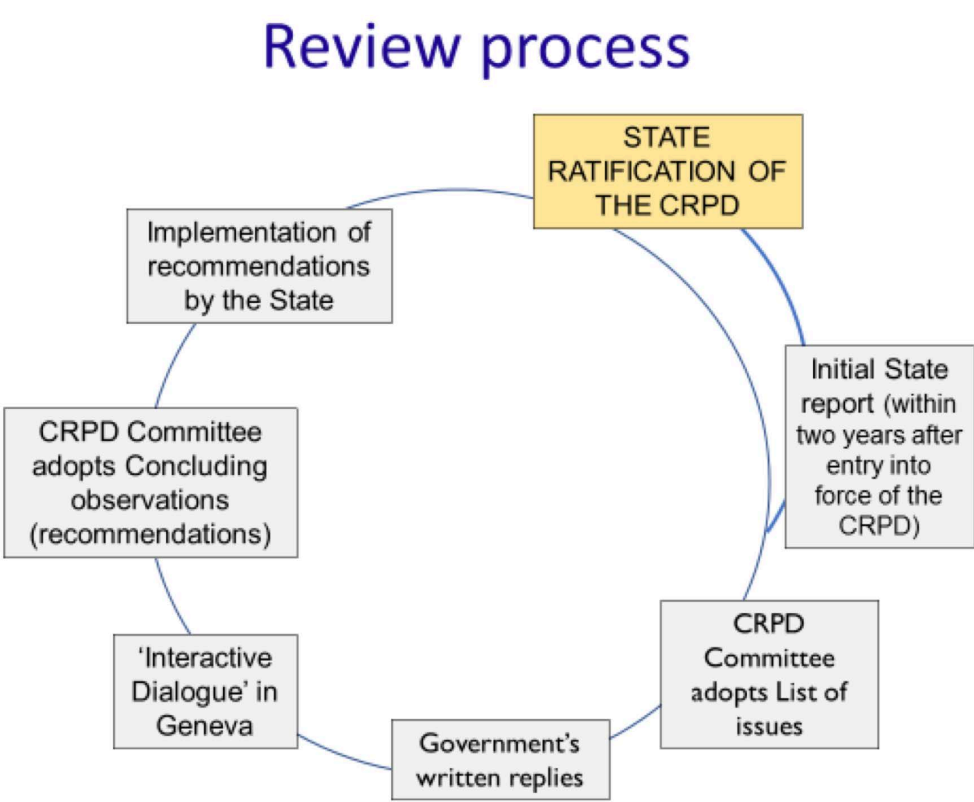 Review process
STATE
RATIFICATION OF
THE CRPD
Initial State
report (within
two years after
entry into
force of the
CRPD)
CRPD
Committee
adopts List of
issues
Government's
written replies
‘Interactive
Dialogue’ in
Geneva
CRPD Committee
adopts Concluding
observations
(recommendations)
Implementation of
recommendations
by the State